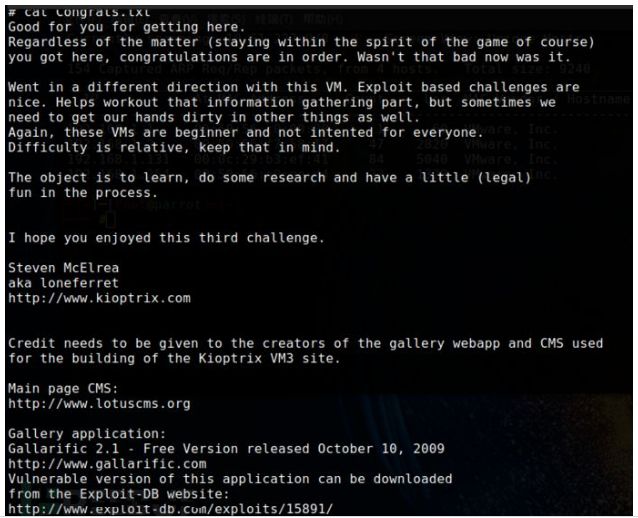 # cat Congrats.txt
Good for you for getting here.
Regardless of the matter (staying within the spirit of the game of course)
you got here, congratulations are in order. Wasn't that bad now was it.
Went in a different direction with this VM. Exploit based challenges are
nice. Helps workout that information gathering part, but sometimes we
need to get our hands dirty in other things as well.
Again, these VMs are beginner and not intented for everyone.
Difficulty is relative, keep that in mind.
The object is to learn, do some research and have a little (legal)
fun in the process.
I hope you enjoyed this third challenge.
Steven McElrea
aka loneferret
http://www.kioptrix.com
Credit needs to be given to the creators of the gallery webapp and CMS used
for the building of the Kioptrix VM3 site.
Main page CMS:
http://www.lotuscms.org
Gallery application:
Gallarific 2.1 - Free Version released October 10, 2009
http://www.gallarific.com
Vulnerable version of this application can be downloaded
from the Exploit-DB website:
http://www.exploit-db.com/exploits/15891/